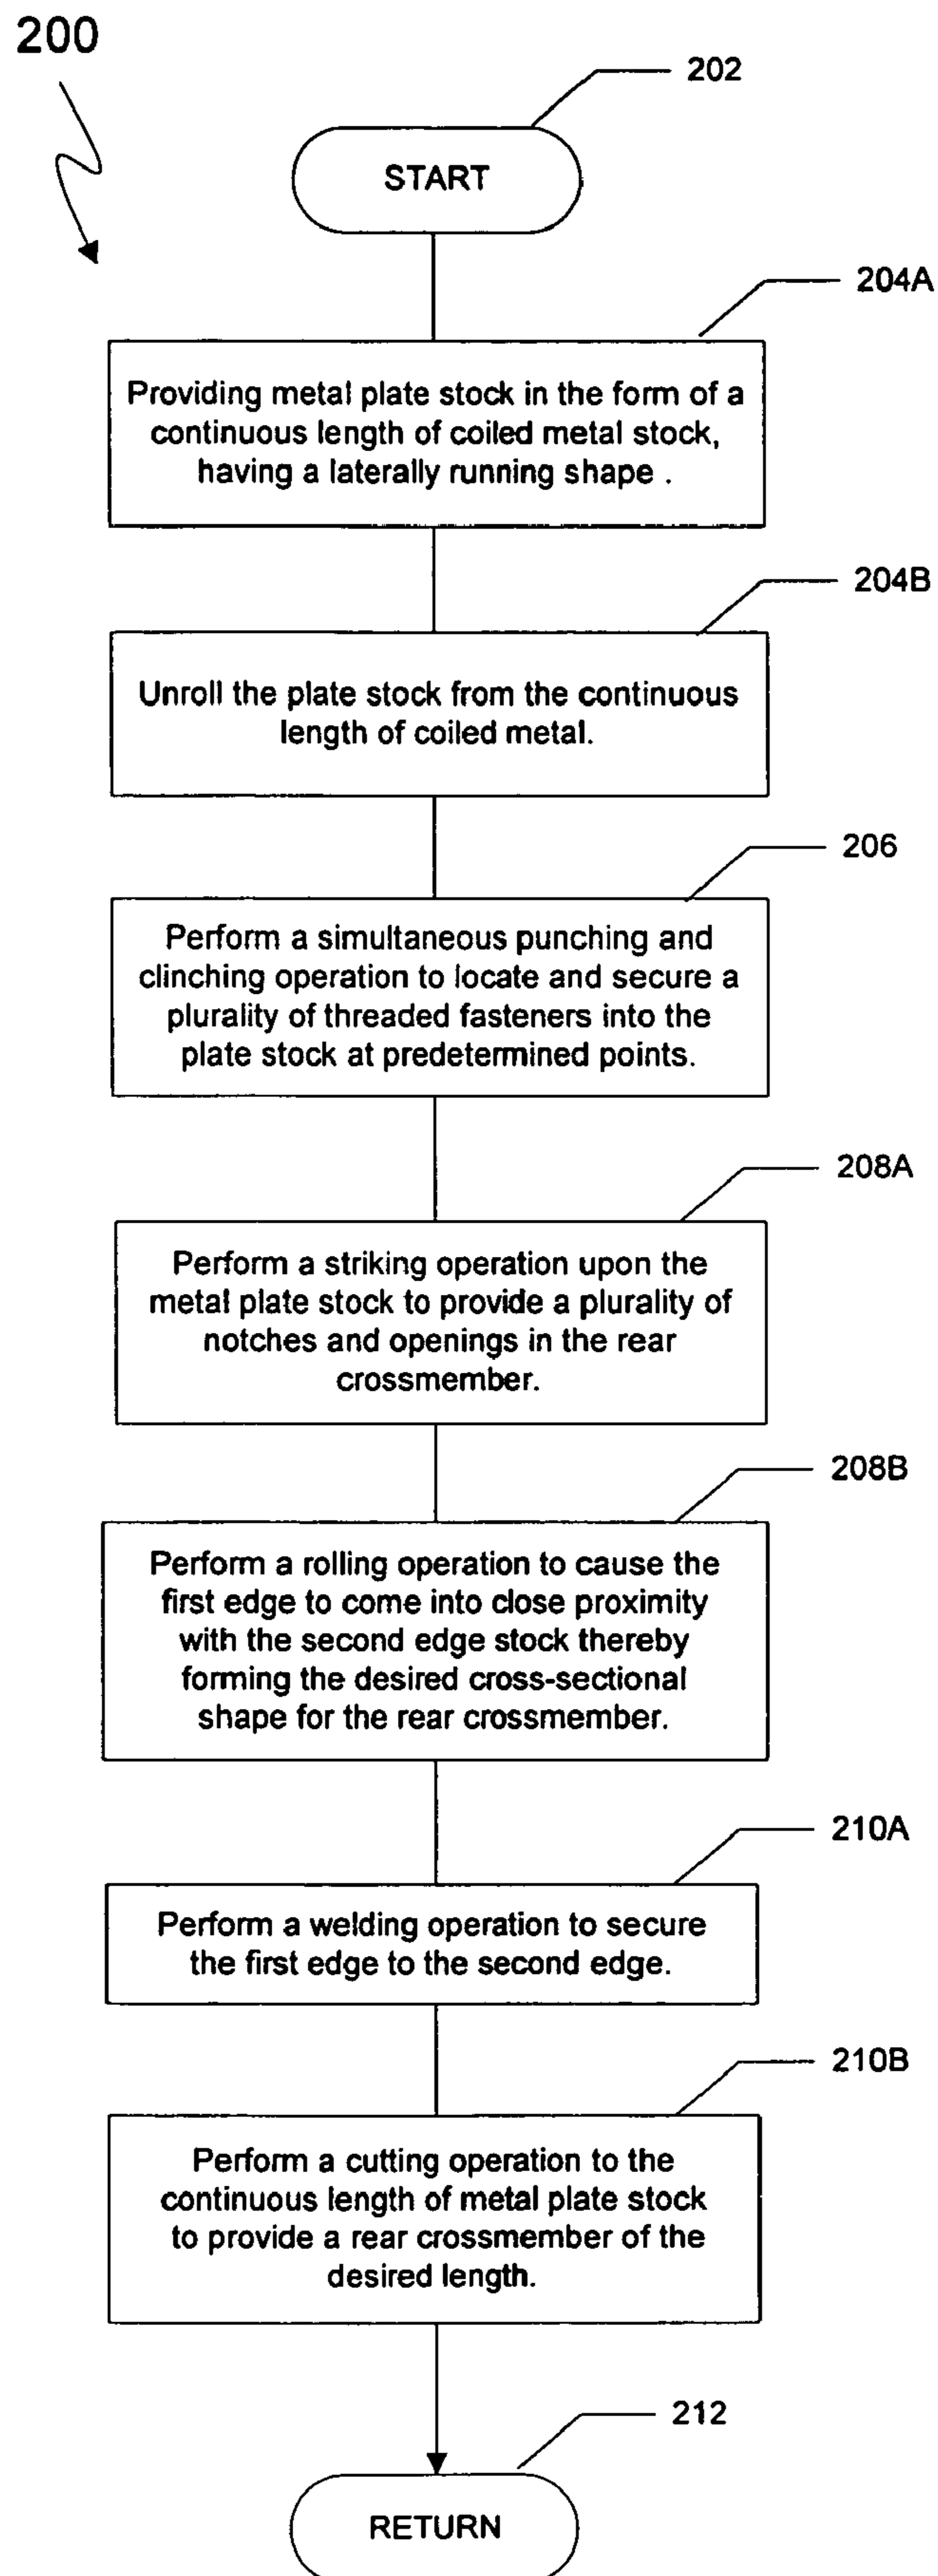 200
202
START
204A
Providing metal plate stock in the form of a
continuous length of coiled metal stock,
having a laterally running shape .
204B
Unroll the plate stock from the continuous
length of coiled metal.
206
Perform a simultaneous punching and
clinching operation to locate and secure a
plurality of threaded fasteners into the
plate stock at predetermined points.
208A
Perform a striking operation upon the
metal plate stock to provide a plurality of
notches and openings in the rear
crossmember.
208B
Perform a rolling operation to cause the
first edge to come into close proximity
with the second edge stock thereby
forming the desired cross-sectional
shape for the rear crossmember.
210A
Perform a welding operation to secure
the first edge to the second edge.
210B
Perform a cutting operation to the
continuous length of metal plate stock
to provide a rear crossmember of the
desired length.
212
RETURN